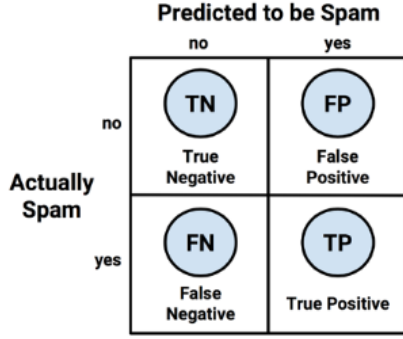 Predicted to be Spam
no yes
TN FP
no
True False
Negative Positive
Actually
Spam
FN TP
yes
False
Negative True Positive